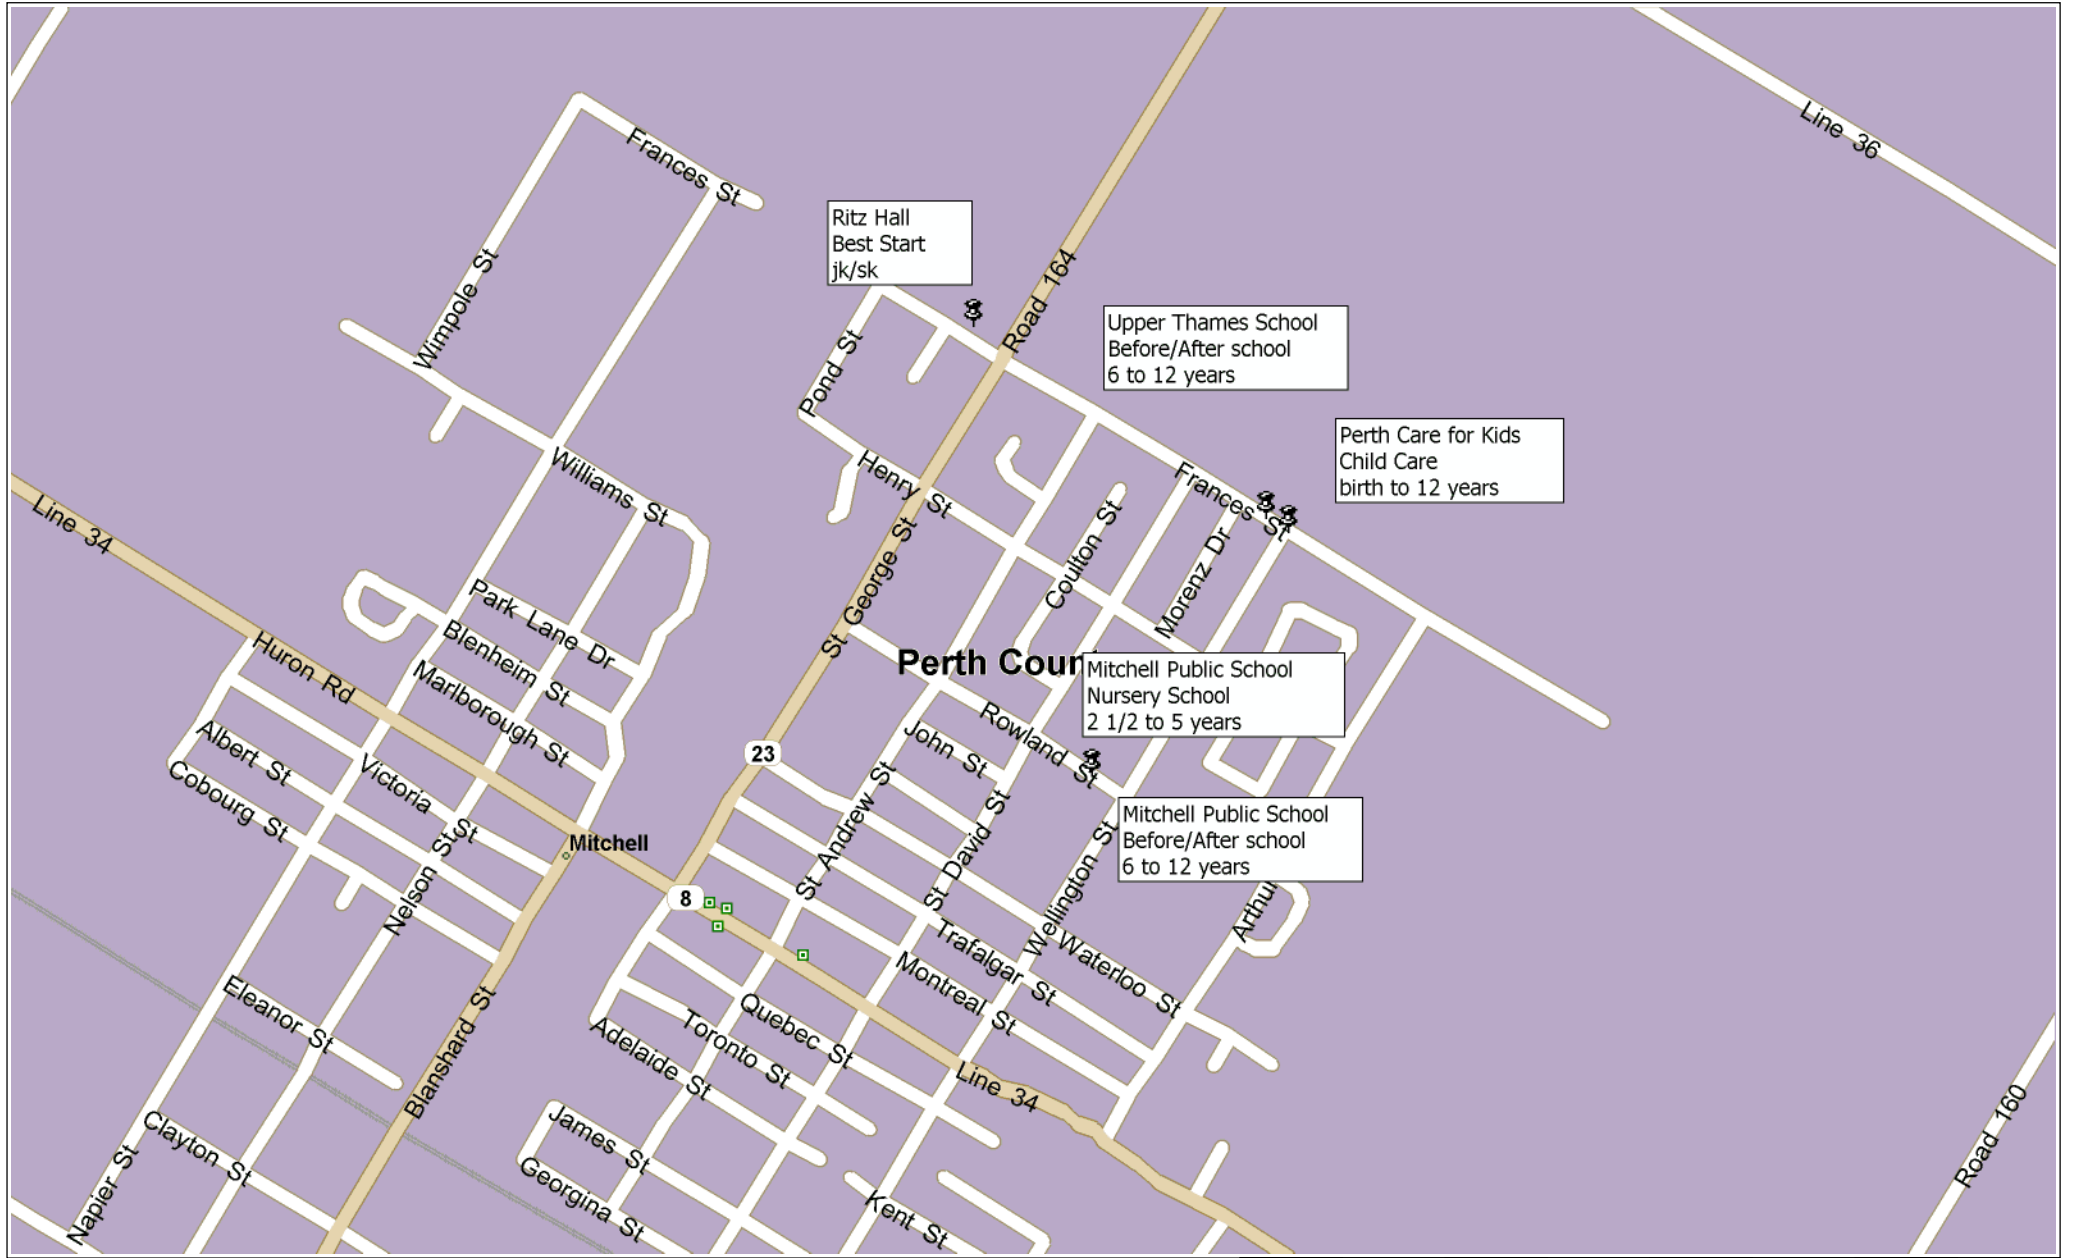 Line 36
Frances St
Ritz Hall
Best Start
jk/sk
Wimpole St
Road 164
Upper Thames School
Before/After school
6 to 12 years
Pond St
Perth Care for Kids
Child Care
birth to 12 years
Williams St
Henry St
Frances St
Line 34
Coulton St
Morenz Dr
St George St
Park Lane Dr
Blenheim St
Huron Rd
Marlborough St
Perth Coun
Mitchell Public School
Nursery School
2 1/2 to 5 years
Rowland St
John St
23
Albert St
Victoria St
Cobourg St
St Andrew St
St David St
Wellington St
Mitchell Public School
Before/After school
6 to 12 years
Mitchell
Nelson St
8
Arthur
Trafalgar St
Waterloo St
Montreal St
Eleanor St
Blanshard St
Quebec St
Toronto St
Adelaide St
Line 34
Road 160
Clayton St
Napier St
James St
Georgina St
Kent St